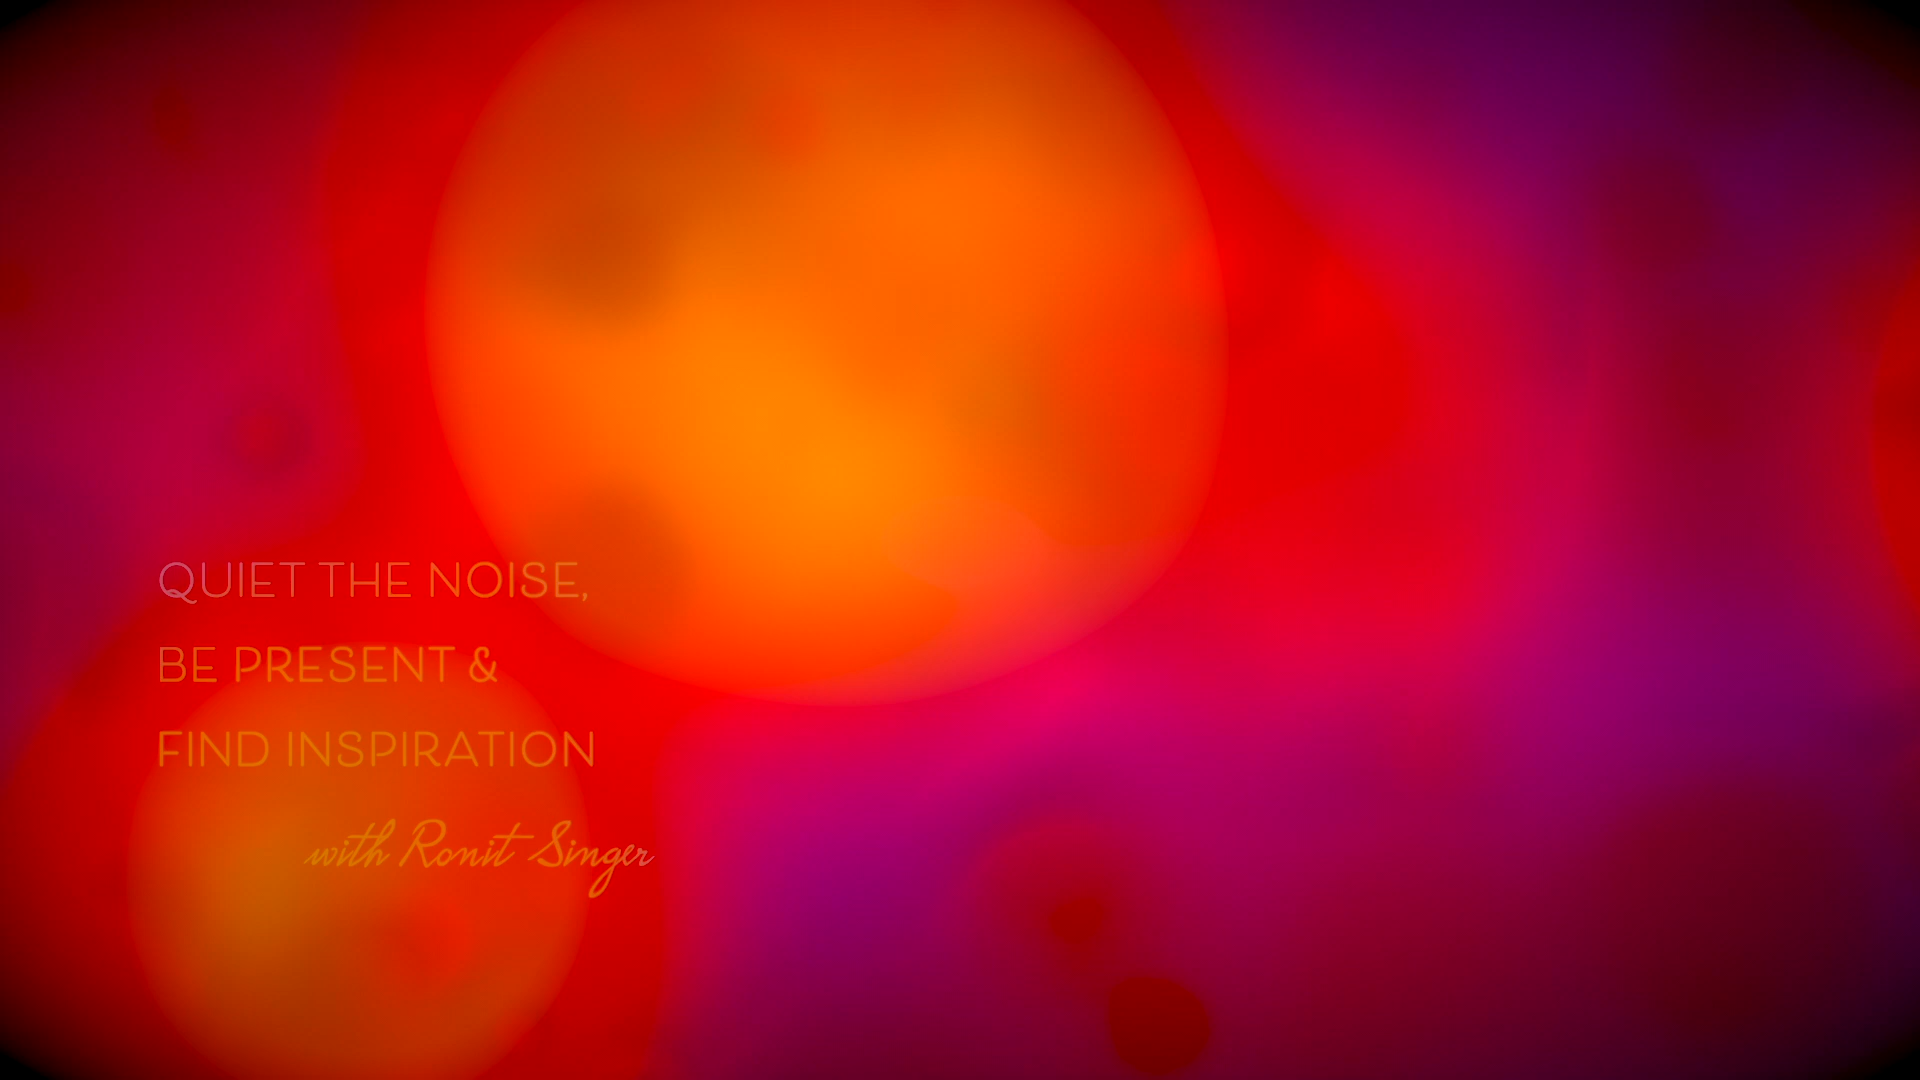 QUIET THE NOISE,
BE PRESENT &
FIND INSPIRATION
with Ronit Singer